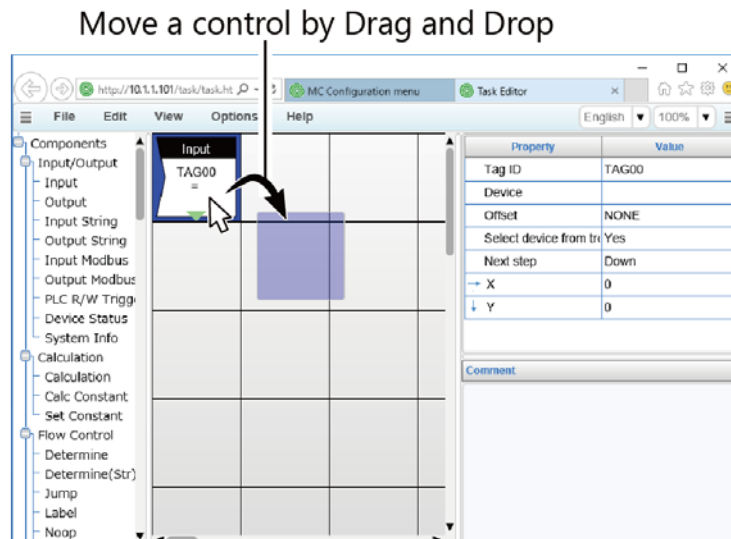 Move a control by Drag and Drop
http://10.1.1.101/task/task.ht
MC Configuration menu
Task Editor
File Edit View Options Help
English
100%
Components
Input/Output
Input
Output
Input String
Output String
Input Modbus
Output Modbus
PLC R/W Trigg
Device Status
System Info
Calculation
Calculation
Calc Constant
Set Constant
Flow Control
Determine
Determine(Str)
Jump
Label
Noop
Input
TAG00
=
Property Value
Tag ID TAG00
Device
Offset NONE
Select device from tre Yes
Next step Down
→ X 0
↓ Y 0
Comment